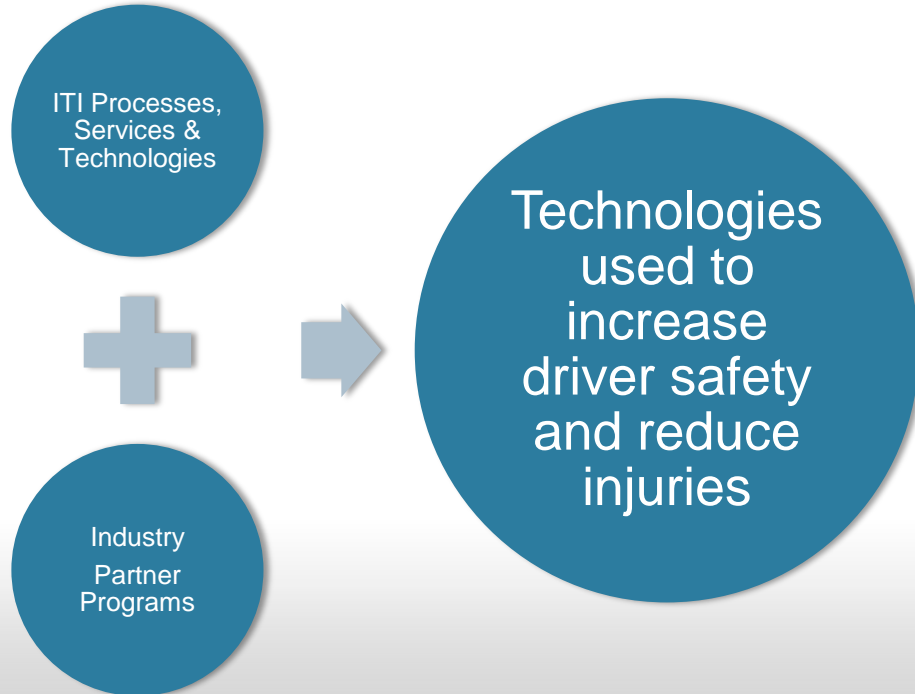 ITI Processes,
Services &
Technologies
Industry
Partner
Programs
Technologies
used to
increase
driver safety
and reduce
injuries